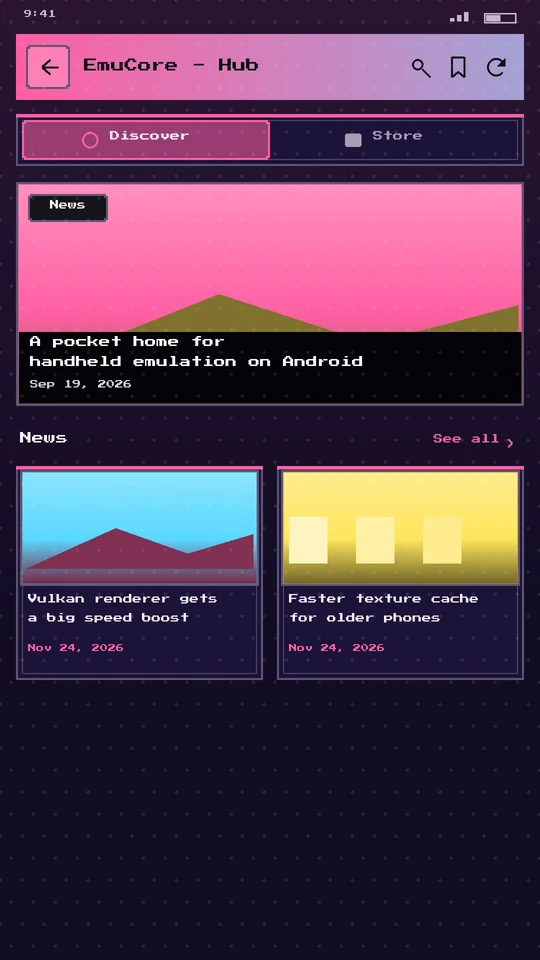 9:41
EmuCore - Hub
Discover
Store
News
A pocket home for
handheld emulation on Android
Sep 19, 2026
News
See all
Vulkan renderer gets
a big speed boost
Nov 24, 2026
Faster texture cache
for older phones
Nov 24, 2026